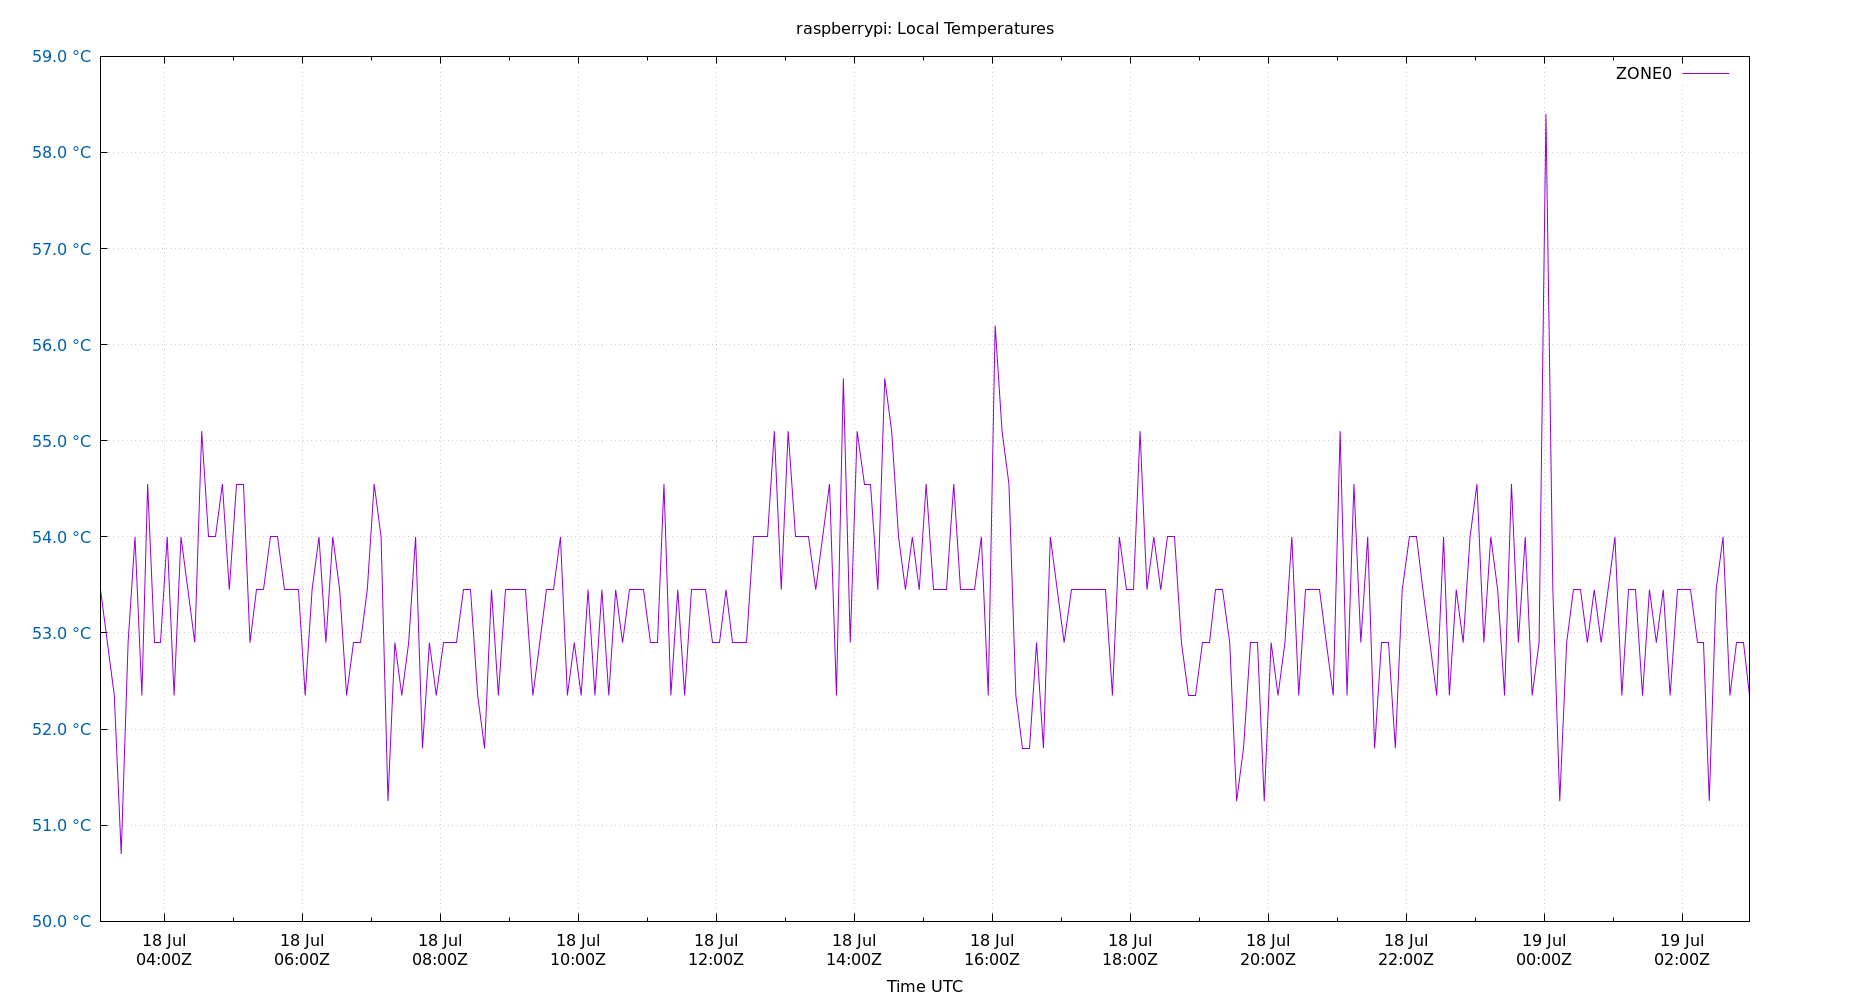 raspberrypi: Local Temperatures
59.0 °C
ZONE0
58.0 °C
57.0 °C
56.0 °C
55.0 °C
54.0 °C
53.0 °C
52.0 °C
51.0 °C
50.0 °C
18 Jul 18 Jul 18 Jul 18 Jul 18 Jul 18 Jul 18 Jul 18 Jul 18 Jul 18 Jul 19 Jul 19 Jul
04:00Z 06:00Z 08:00Z 10:00Z 12:00Z 14:00Z 16:00Z 18:00Z 20:00Z 22:00Z 00:00Z 02:00Z
Time UTC